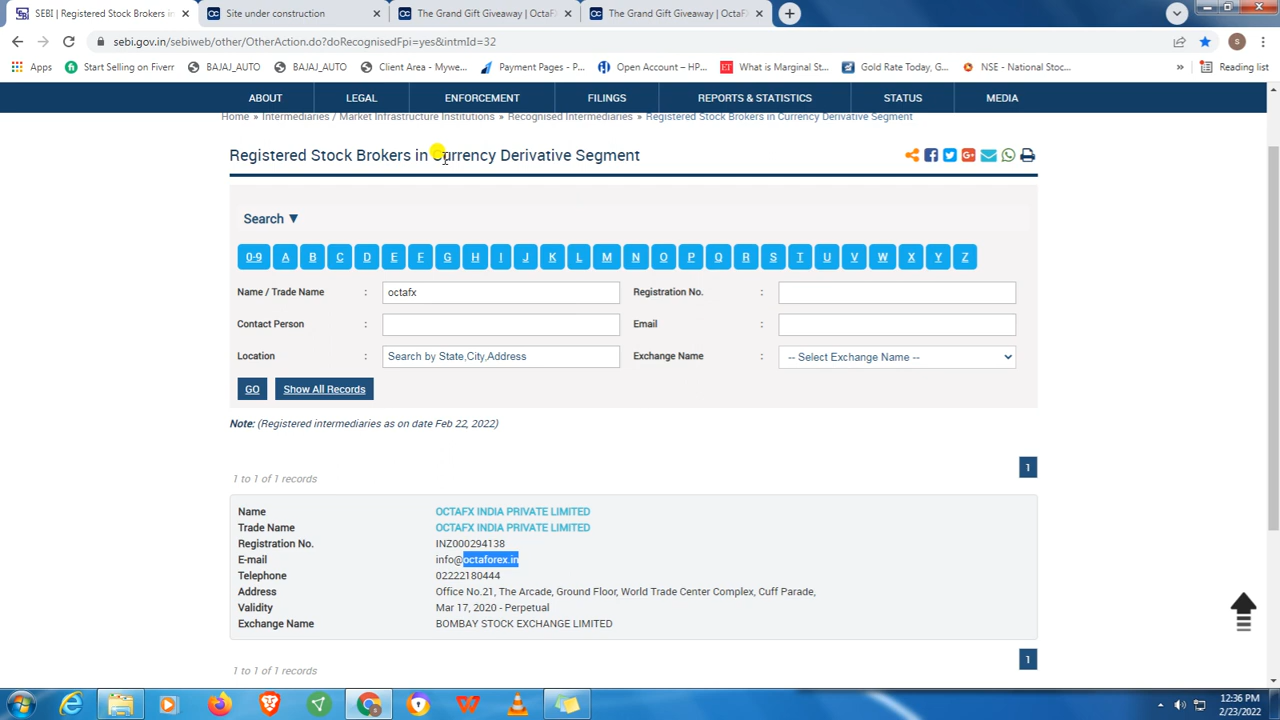 SEBI | Registered Stock Brokers in
Site under construction
The Grand Gift Giveaway | OctaFX
The Grand Gift Giveaway | OctaFX
sebi.gov.in/sebiweb/other/OtherAction.do?doRecognisedFpi=yes&intmId=32
S
Apps
Start Selling on Fiverr
BAJAJ_AUTO
BAJAJ_AUTO
Client Area - Mywe...
Payment Pages - P...
Open Account – HP...
ET What is Marginal St...
Gold Rate Today, G...
NSE - National Stoc...
»
Reading list
ABOUT
LEGAL
ENFORCEMENT
FILINGS
REPORTS & STATISTICS
STATUS
MEDIA
Home » Intermediaries / Market Infrastructure Institutions » Recognised Intermediaries » Registered Stock Brokers in Currency Derivative Segment
Registered Stock Brokers in Currency Derivative Segment
Search ▼
0-9 A B C D E F G H I J K L M N O P Q R S T U V W X Y Z
Name / Trade Name : octafx
Registration No. :
Contact Person :
Email :
Location : Search by State,City,Address
Exchange Name : -- Select Exchange Name --
GO
Show All Records
Note: (Registered intermediaries as on date Feb 22, 2022)
1
1 to 1 of 1 records
Name OCTAFX INDIA PRIVATE LIMITED
Trade Name OCTAFX INDIA PRIVATE LIMITED
Registration No. INZ000294138
E-mail info@octaforex.in
Telephone 02222180444
Address Office No.21, The Arcade, Ground Floor, World Trade Center Complex, Cuff Parade,
Validity Mar 17, 2020 - Perpetual
Exchange Name BOMBAY STOCK EXCHANGE LIMITED
1
1 to 1 of 1 records
12:36 PM
2/23/2022